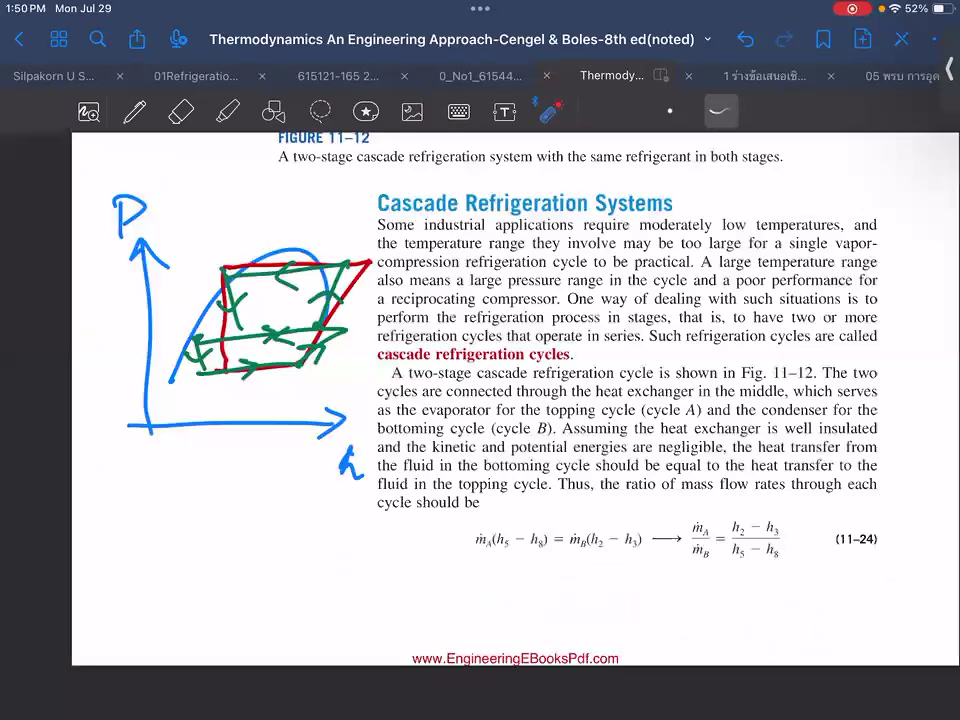 1:50 PM Mon Jul 29
52%
Thermodynamics An Engineering Approach-Cengel & Boles-8th ed(noted)
Silpakorn U S...
01Refrigeratio...
615121-165 2...
0_No1_61544...
Thermody...
1 ร่างข้อเสนอเชิ...
05 พรบ การอุด
FIGURE 11–12
A two-stage cascade refrigeration system with the same refrigerant in both stages.
P
h
Cascade Refrigeration Systems
Some industrial applications require moderately low temperatures, and
the temperature range they involve may be too large for a single vapor-
compression refrigeration cycle to be practical. A large temperature range
also means a large pressure range in the cycle and a poor performance for
a reciprocating compressor. One way of dealing with such situations is to
perform the refrigeration process in stages, that is, to have two or more
refrigeration cycles that operate in series. Such refrigeration cycles are called
cascade refrigeration cycles.
A two-stage cascade refrigeration cycle is shown in Fig. 11–12. The two
cycles are connected through the heat exchanger in the middle, which serves
as the evaporator for the topping cycle (cycle A) and the condenser for the
bottoming cycle (cycle B). Assuming the heat exchanger is well insulated
and the kinetic and potential energies are negligible, the heat transfer from
the fluid in the bottoming cycle should be equal to the heat transfer to the
fluid in the topping cycle. Thus, the ratio of mass flow rates through each
cycle should be
ṁA(h5 − h8) = ṁB(h2 − h3) ⟶ ṁA/ṁB = (h2 − h3)/(h5 − h8) (11–24)
www.EngineeringEBooksPdf.com